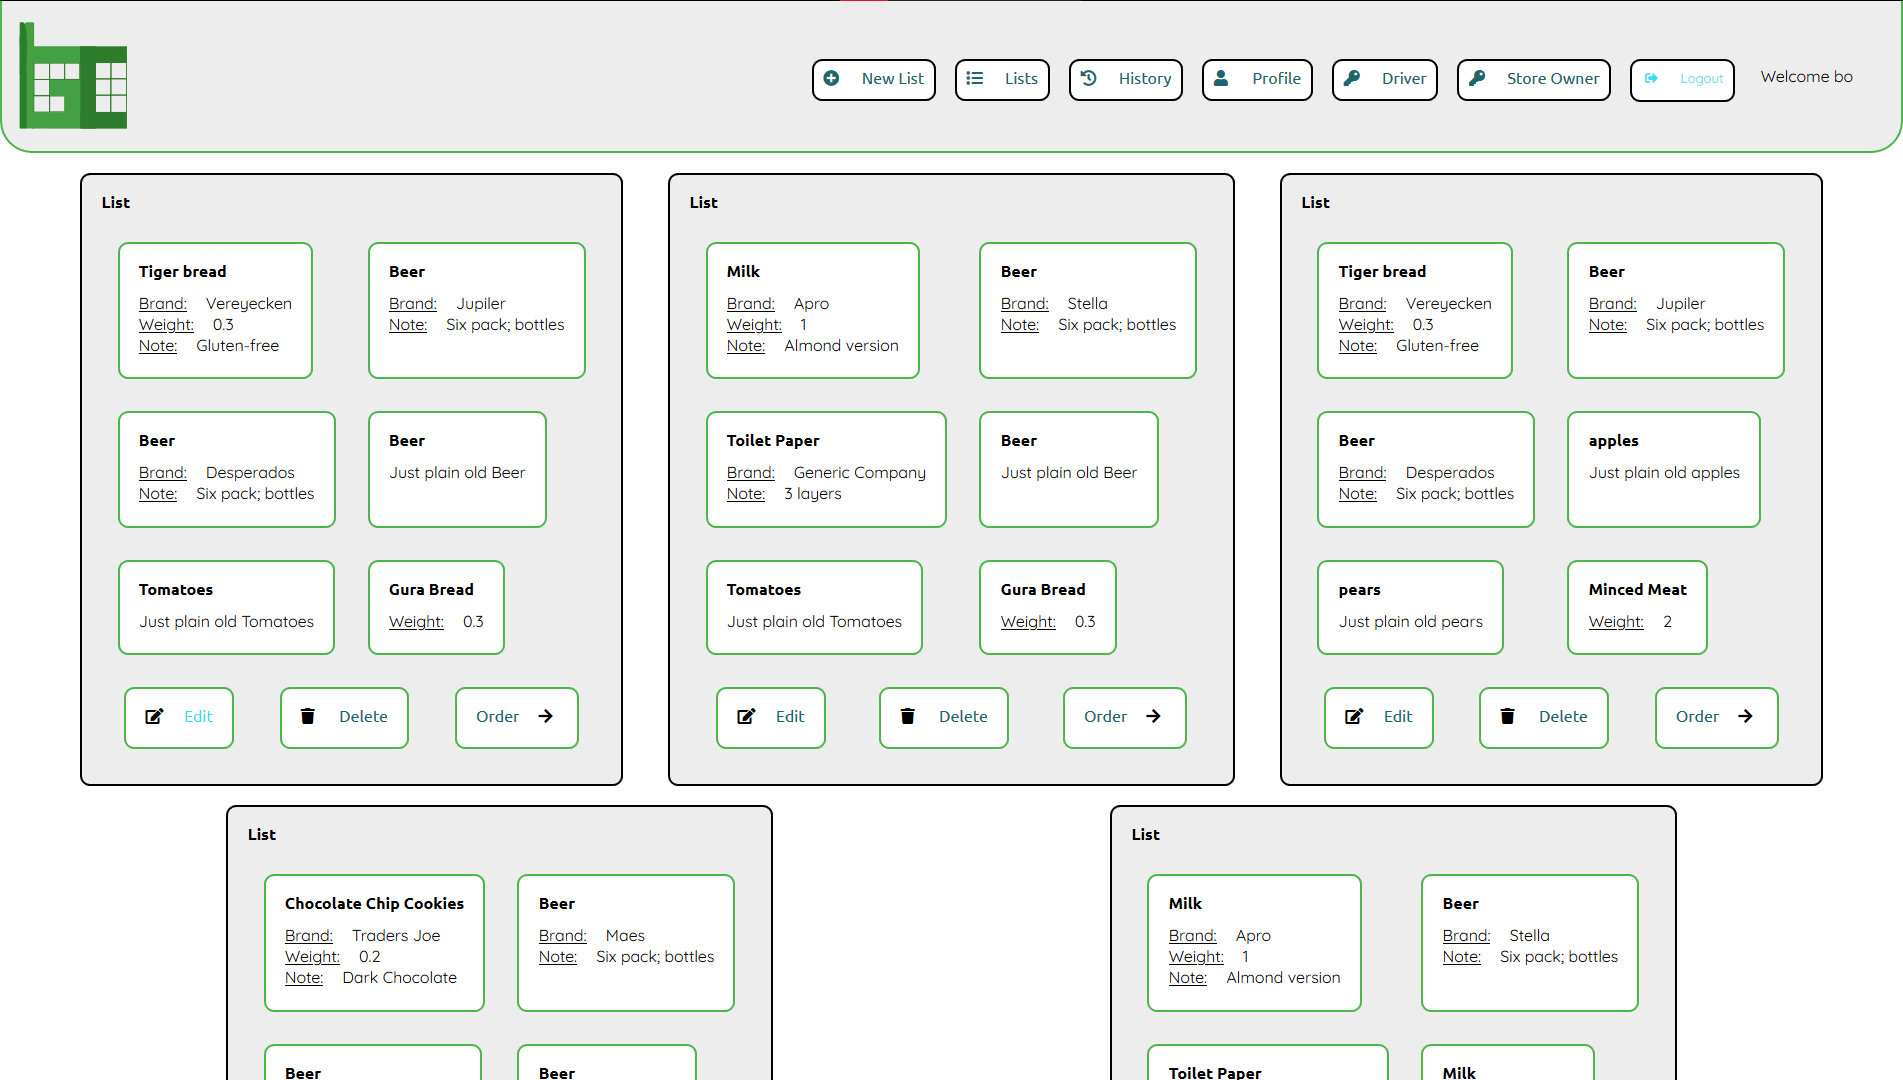 New List
Lists
History
Profile
Driver
Store Owner
Logout
Welcome bo
List
Tiger bread
Brand: Vereyecken
Weight: 0.3
Note: Gluten-free
Beer
Brand: Jupiler
Note: Six pack; bottles
Beer
Brand: Desperados
Note: Six pack; bottles
Beer
Just plain old Beer
Tomatoes
Just plain old Tomatoes
Gura Bread
Weight: 0.3
Edit
Delete
Order
List
Milk
Brand: Apro
Weight: 1
Note: Almond version
Beer
Brand: Stella
Note: Six pack; bottles
Toilet Paper
Brand: Generic Company
Note: 3 layers
Beer
Just plain old Beer
Tomatoes
Just plain old Tomatoes
Gura Bread
Weight: 0.3
Edit
Delete
Order
List
Tiger bread
Brand: Vereyecken
Weight: 0.3
Note: Gluten-free
Beer
Brand: Jupiler
Note: Six pack; bottles
Beer
Brand: Desperados
Note: Six pack; bottles
apples
Just plain old apples
pears
Just plain old pears
Minced Meat
Weight: 2
Edit
Delete
Order
List
Chocolate Chip Cookies
Brand: Traders Joe
Weight: 0.2
Note: Dark Chocolate
Beer
Brand: Maes
Note: Six pack; bottles
Beer
Beer
List
Milk
Brand: Apro
Weight: 1
Note: Almond version
Beer
Brand: Stella
Note: Six pack; bottles
Toilet Paper
Milk